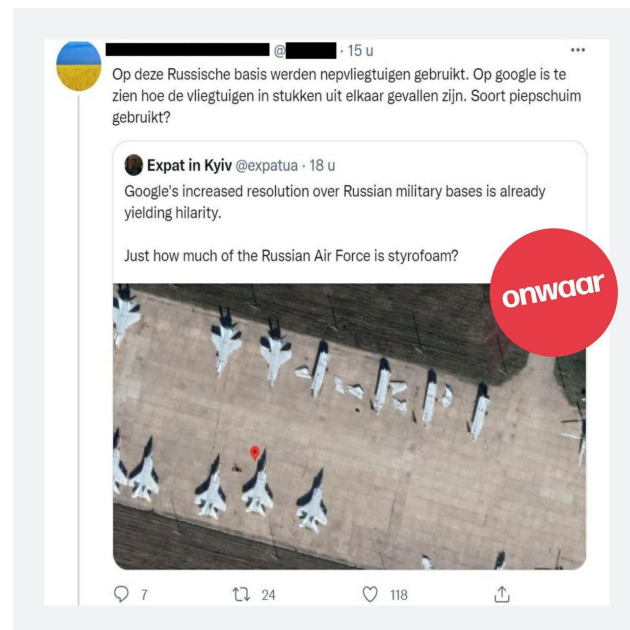 @ · 15 u
Op deze Russische basis werden nepvliegtuigen gebruikt. Op google is te
zien hoe de vliegtuigen in stukken uit elkaar gevallen zijn. Soort piepschuim
gebruikt?
Expat in Kyiv @expatua · 18 u
Google's increased resolution over Russian military bases is already
yielding hilarity.
Just how much of the Russian Air Force is styrofoam?
onwaar
7 24 118